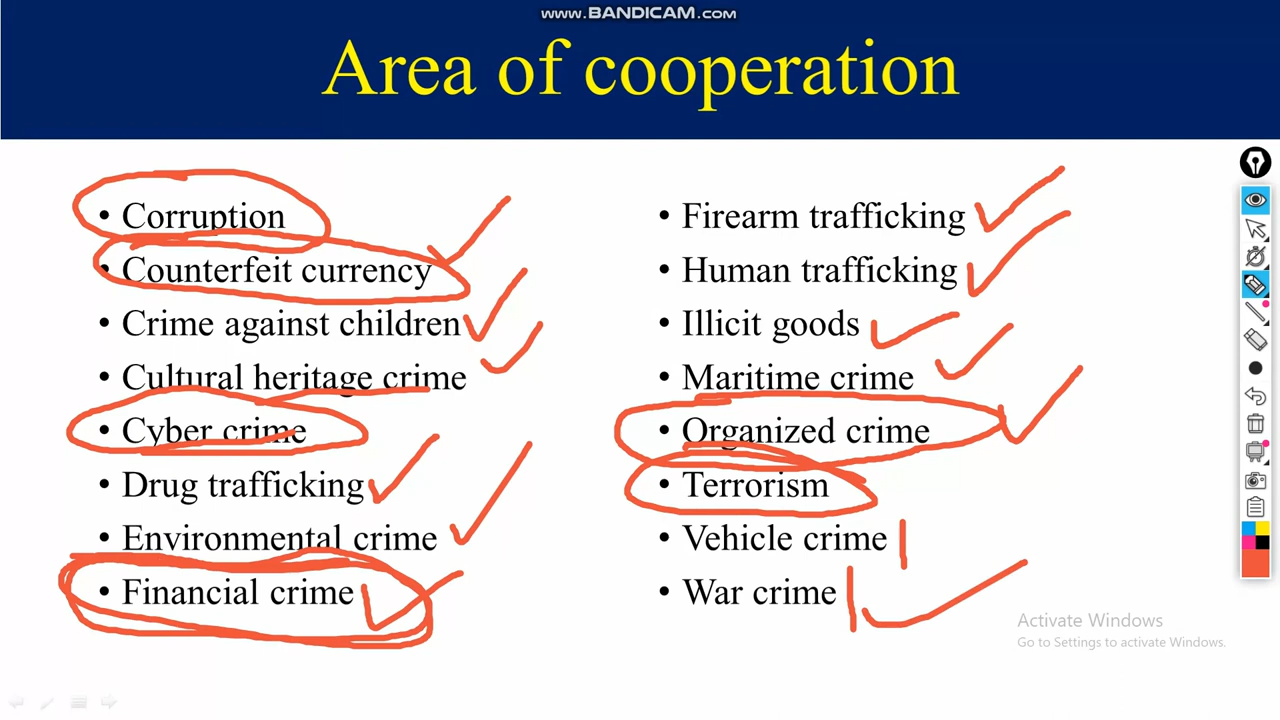 www.BANDICAM.com
Area of cooperation
• Corruption
• Counterfeit currency
• Crime against children
• Cultural heritage crime
• Cyber crime
• Drug trafficking
• Environmental crime
• Financial crime
• Firearm trafficking
• Human trafficking
• Illicit goods
• Maritime crime
• Organized crime
• Terrorism
• Vehicle crime
• War crime
Activate Windows
Go to Settings to activate Windows.